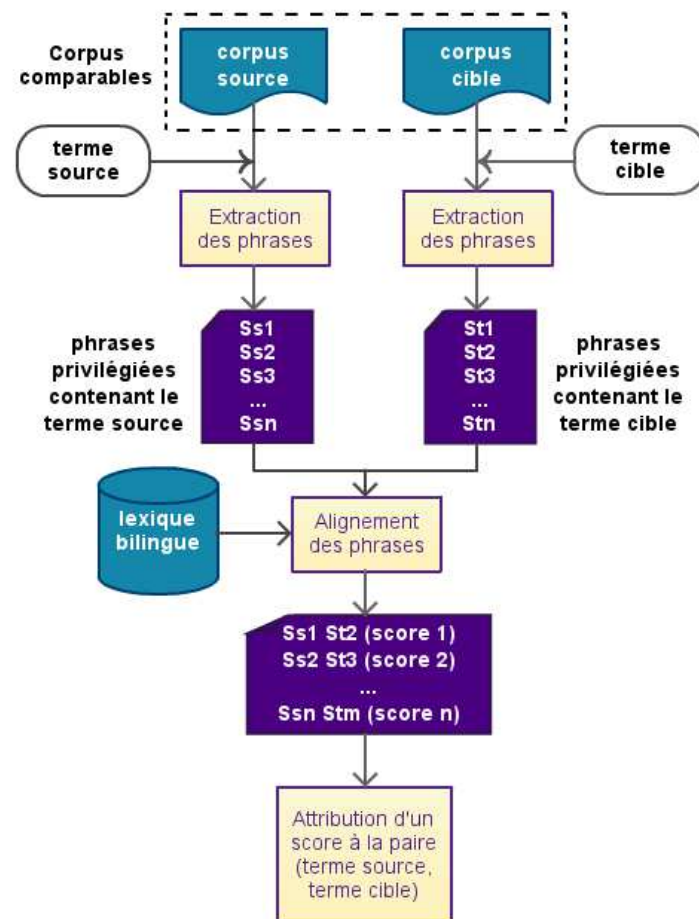 Corpus
comparables
corpus
source
corpus
cible
terme
source
terme
cible
Extraction
des phrases
Extraction
des phrases
phrases
privilégiées
contenant le
terme source
Ss1
Ss2
Ss3
...
Ssn
St1
St2
St3
...
Stn
phrases
privilégiées
contenant le
terme cible
lexique
bilingue
Alignement
des phrases
Ss1 St2 (score 1)
Ss2 St3 (score 2)
...
Ssn Stm (score n)
Attribution d'un
score à la paire
(terme source,
terme cible)